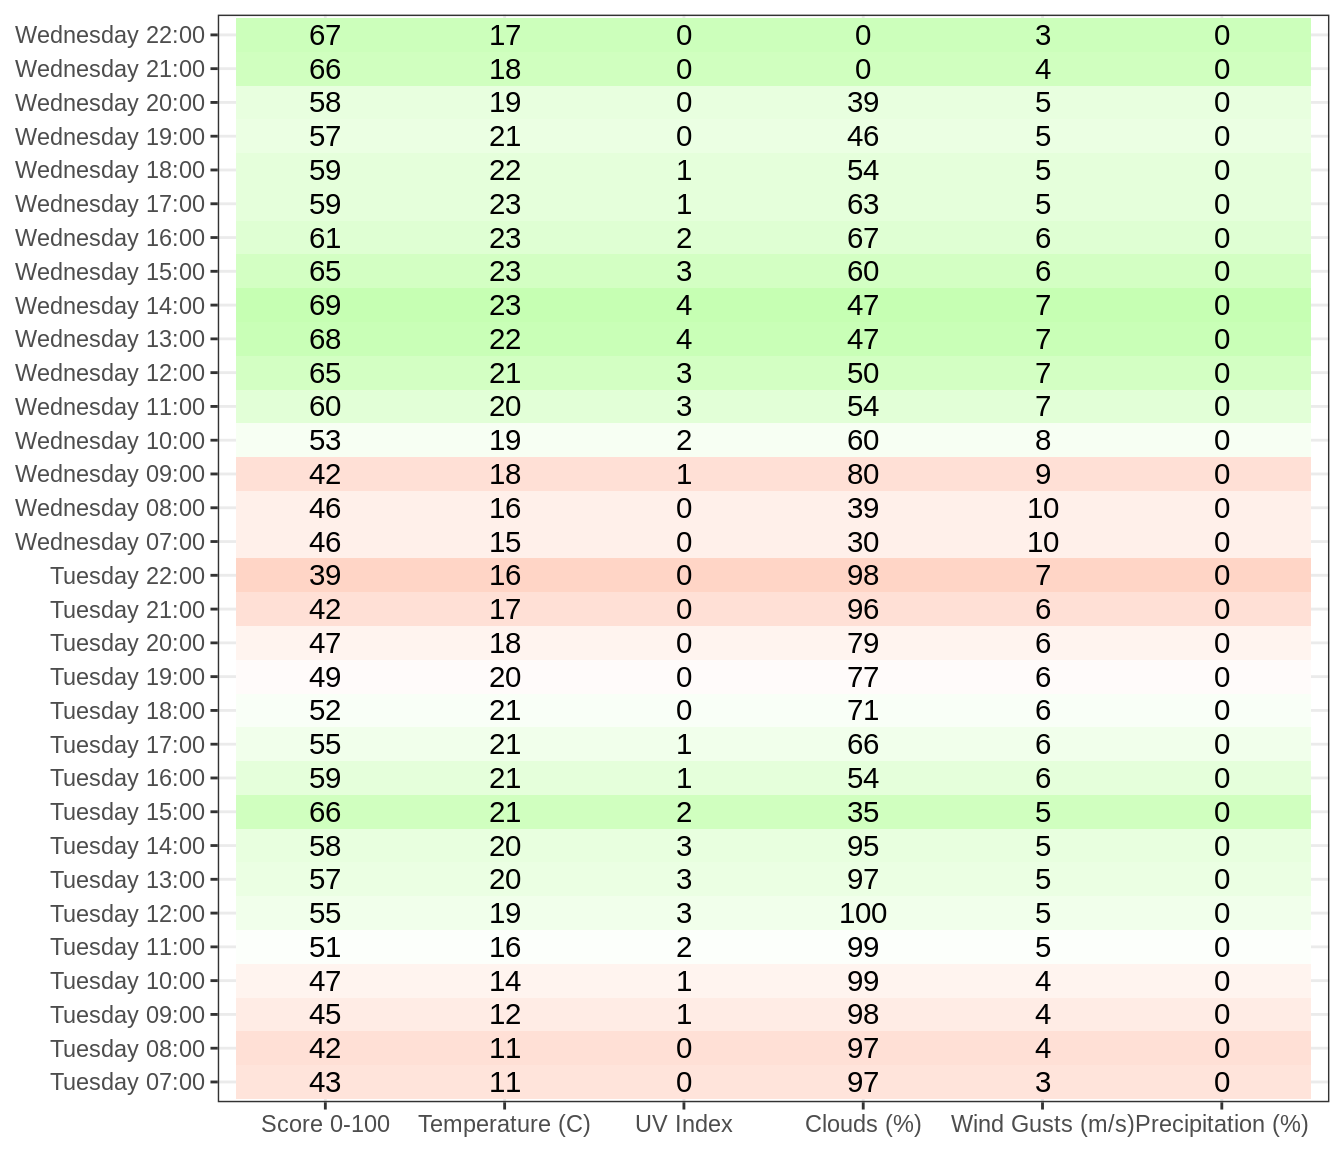 Wednesday 22:00 67 17 0 0 3 0
Wednesday 21:00 66 18 0 0 4 0
Wednesday 20:00 58 19 0 39 5 0
Wednesday 19:00 57 21 0 46 5 0
Wednesday 18:00 59 22 1 54 5 0
Wednesday 17:00 59 23 1 63 5 0
Wednesday 16:00 61 23 2 67 6 0
Wednesday 15:00 65 23 3 60 6 0
Wednesday 14:00 69 23 4 47 7 0
Wednesday 13:00 68 22 4 47 7 0
Wednesday 12:00 65 21 3 50 7 0
Wednesday 11:00 60 20 3 54 7 0
Wednesday 10:00 53 19 2 60 8 0
Wednesday 09:00 42 18 1 80 9 0
Wednesday 08:00 46 16 0 39 10 0
Wednesday 07:00 46 15 0 30 10 0
Tuesday 22:00 39 16 0 98 7 0
Tuesday 21:00 42 17 0 96 6 0
Tuesday 20:00 47 18 0 79 6 0
Tuesday 19:00 49 20 0 77 6 0
Tuesday 18:00 52 21 0 71 6 0
Tuesday 17:00 55 21 1 66 6 0
Tuesday 16:00 59 21 1 54 6 0
Tuesday 15:00 66 21 2 35 5 0
Tuesday 14:00 58 20 3 95 5 0
Tuesday 13:00 57 20 3 97 5 0
Tuesday 12:00 55 19 3 100 5 0
Tuesday 11:00 51 16 2 99 5 0
Tuesday 10:00 47 14 1 99 4 0
Tuesday 09:00 45 12 1 98 4 0
Tuesday 08:00 42 11 0 97 4 0
Tuesday 07:00 43 11 0 97 3 0
Score 0-100 Temperature (C) UV Index Clouds (%) Wind Gusts (m/s) Precipitation (%)